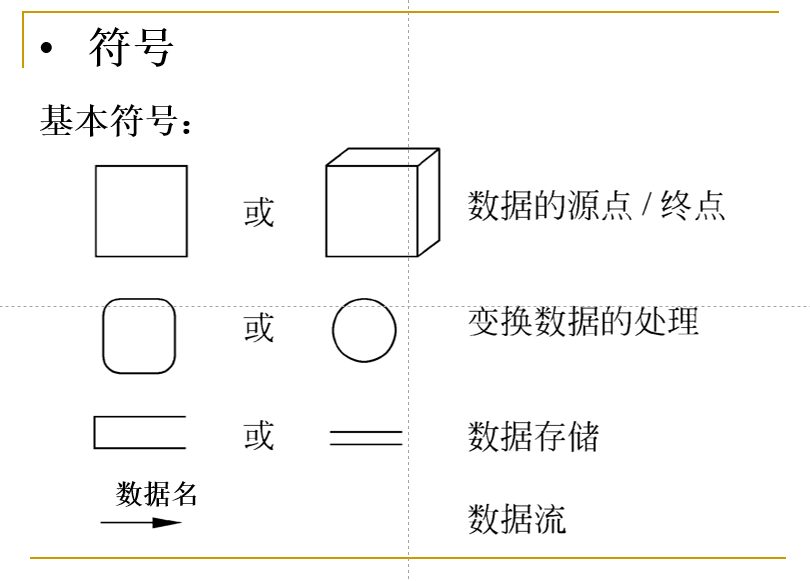 • 符号
基本符号：
或 数据的源点 / 终点
或 变换数据的处理
或 数据存储
数据名
数据流